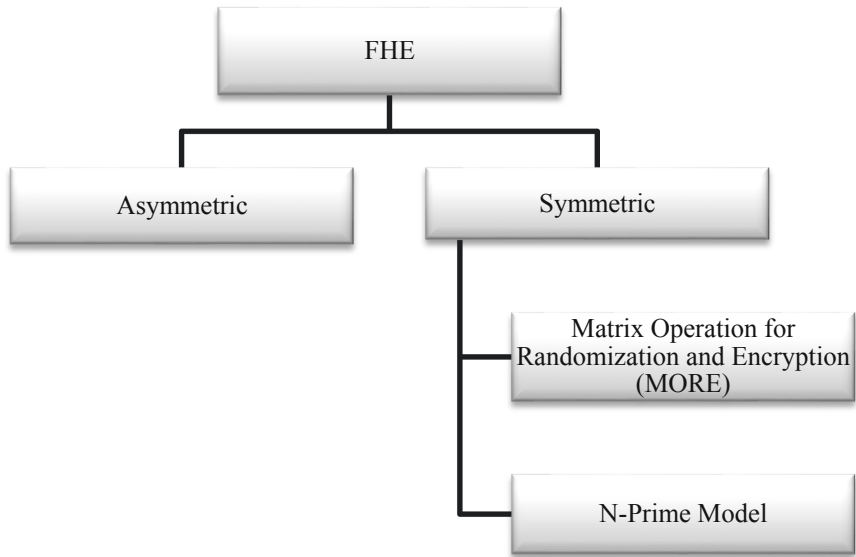 FHE
Asymmetric
Symmetric
Matrix Operation for
Randomization and Encryption
(MORE)
N-Prime Model